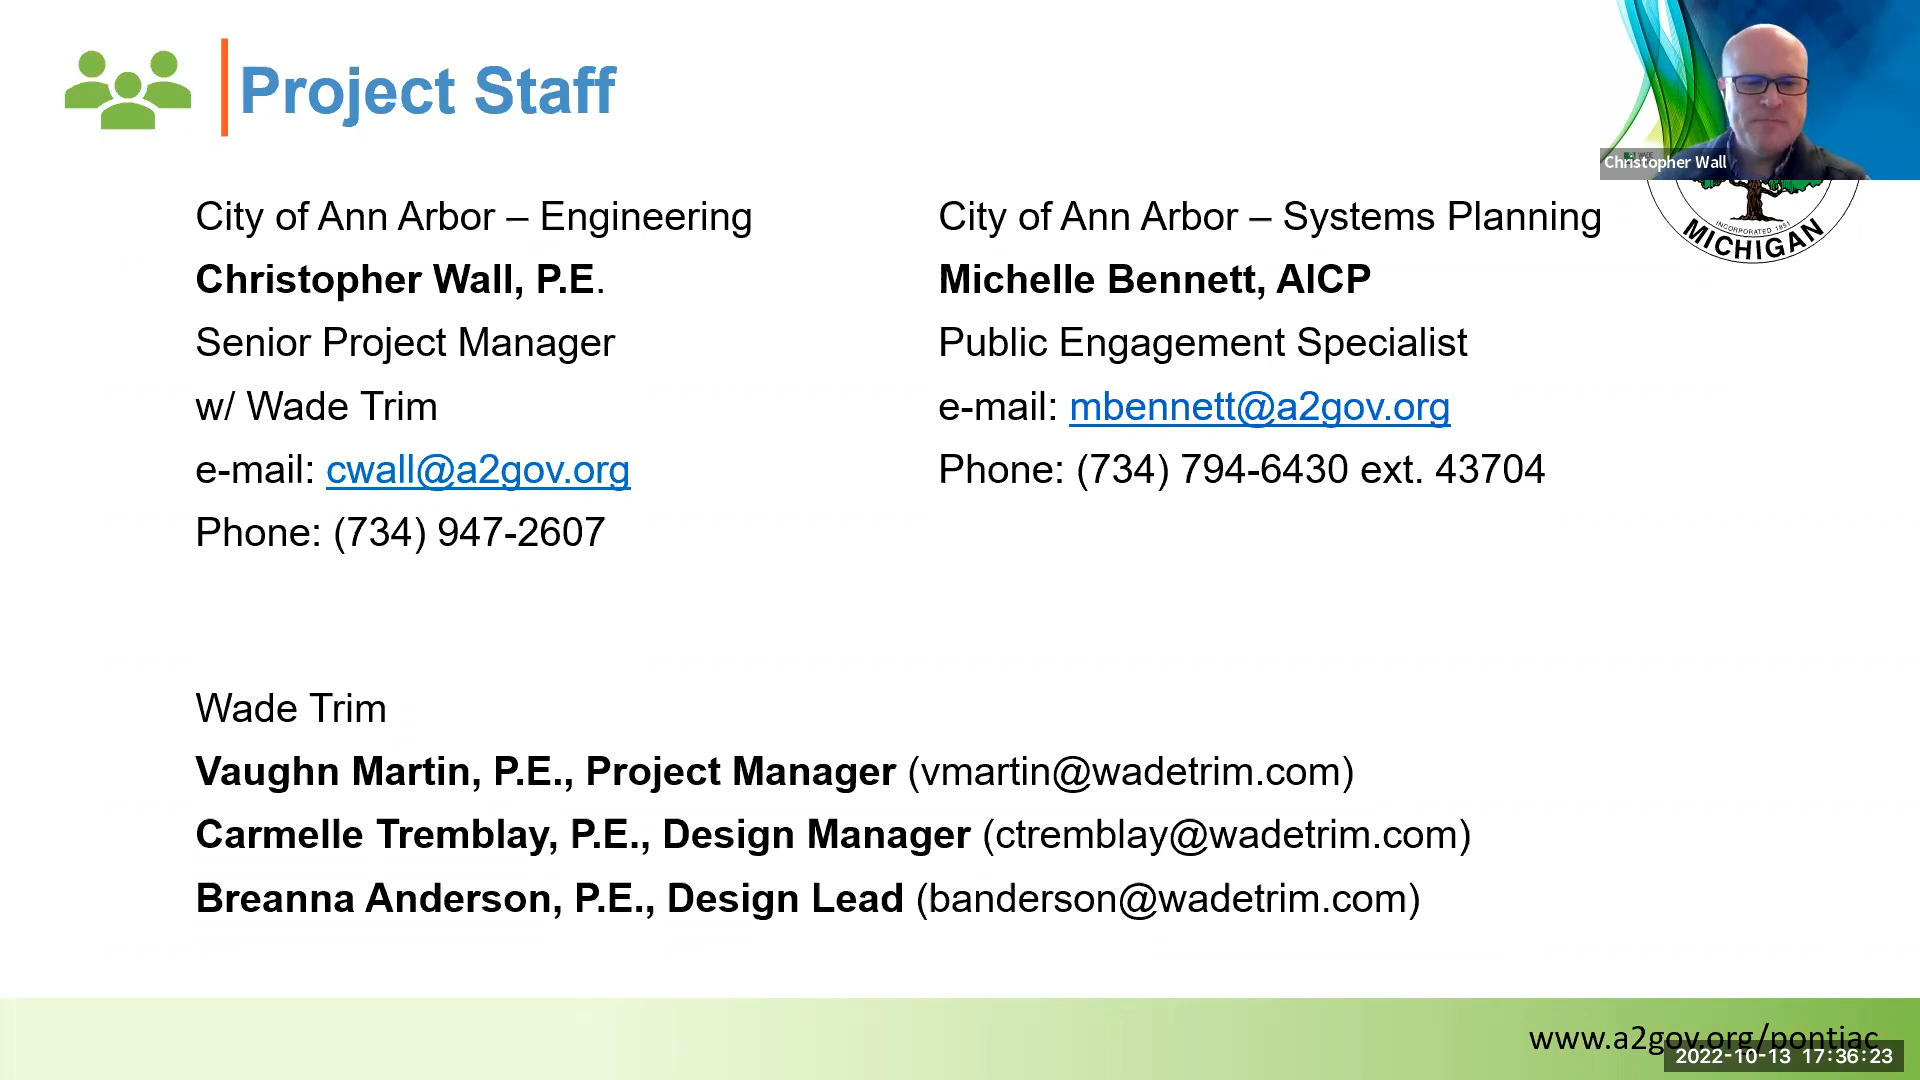 Project Staff
Christopher Wall
City of Ann Arbor – Engineering
Christopher Wall, P.E.
Senior Project Manager
w/ Wade Trim
e-mail: cwall@a2gov.org
Phone: (734) 947-2607
City of Ann Arbor – Systems Planning
Michelle Bennett, AICP
Public Engagement Specialist
e-mail: mbennett@a2gov.org
Phone: (734) 794-6430 ext. 43704
INCORPORATED 1851
MICHIGAN
Wade Trim
Vaughn Martin, P.E., Project Manager (vmartin@wadetrim.com)
Carmelle Tremblay, P.E., Design Manager (ctremblay@wadetrim.com)
Breanna Anderson, P.E., Design Lead (banderson@wadetrim.com)
www.a2gov.org/pontiac
2022-10-13 17:36:23